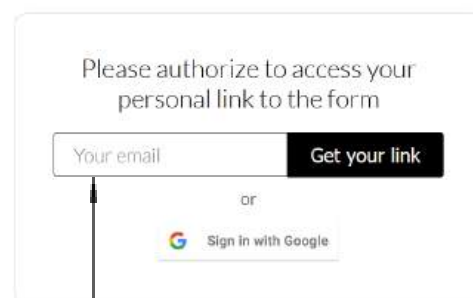 Please authorize to access your
personal link to the form
Your email Get your link
or
Sign in with Google